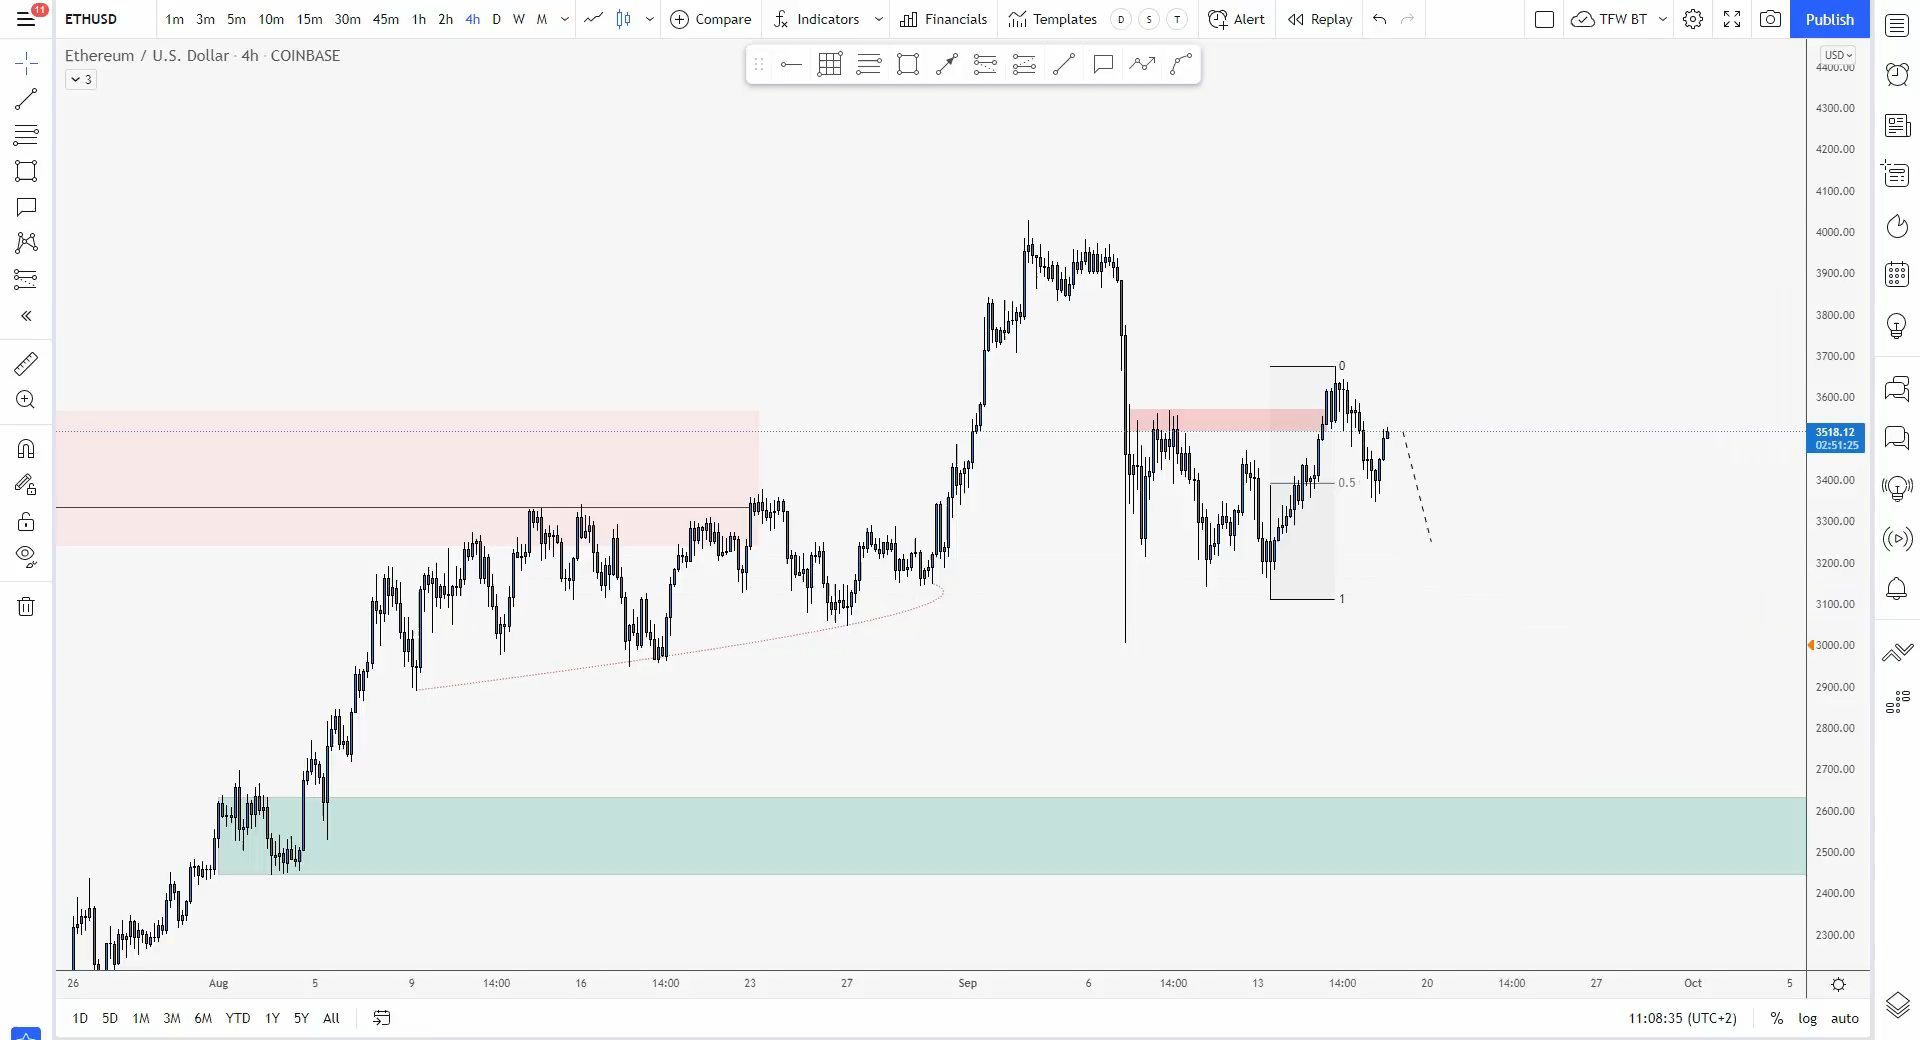 11
ETHUSD
1m 3m 5m 10m 15m 30m 45m 1h 2h 4h D W M
Compare
Indicators
Financials
Templates
D S T
Alert
Replay
TFW BT
Publish
Ethereum / U.S. Dollar · 4h · COINBASE
3
USD
4400.00
4300.00
4200.00
4100.00
4000.00
3900.00
3800.00
3700.00
3600.00
3518.12
02:51:25
3400.00
3300.00
3200.00
3100.00
3000.00
2900.00
2800.00
2700.00
2600.00
2500.00
2400.00
2300.00
0
0.5
1
26 Aug 5 9 14:00 16 14:00 23 27 Sep 6 14:00 13 14:00 20 14:00 27 Oct 5
1D 5D 1M 3M 6M YTD 1Y 5Y All
11:08:35 (UTC+2) % log auto